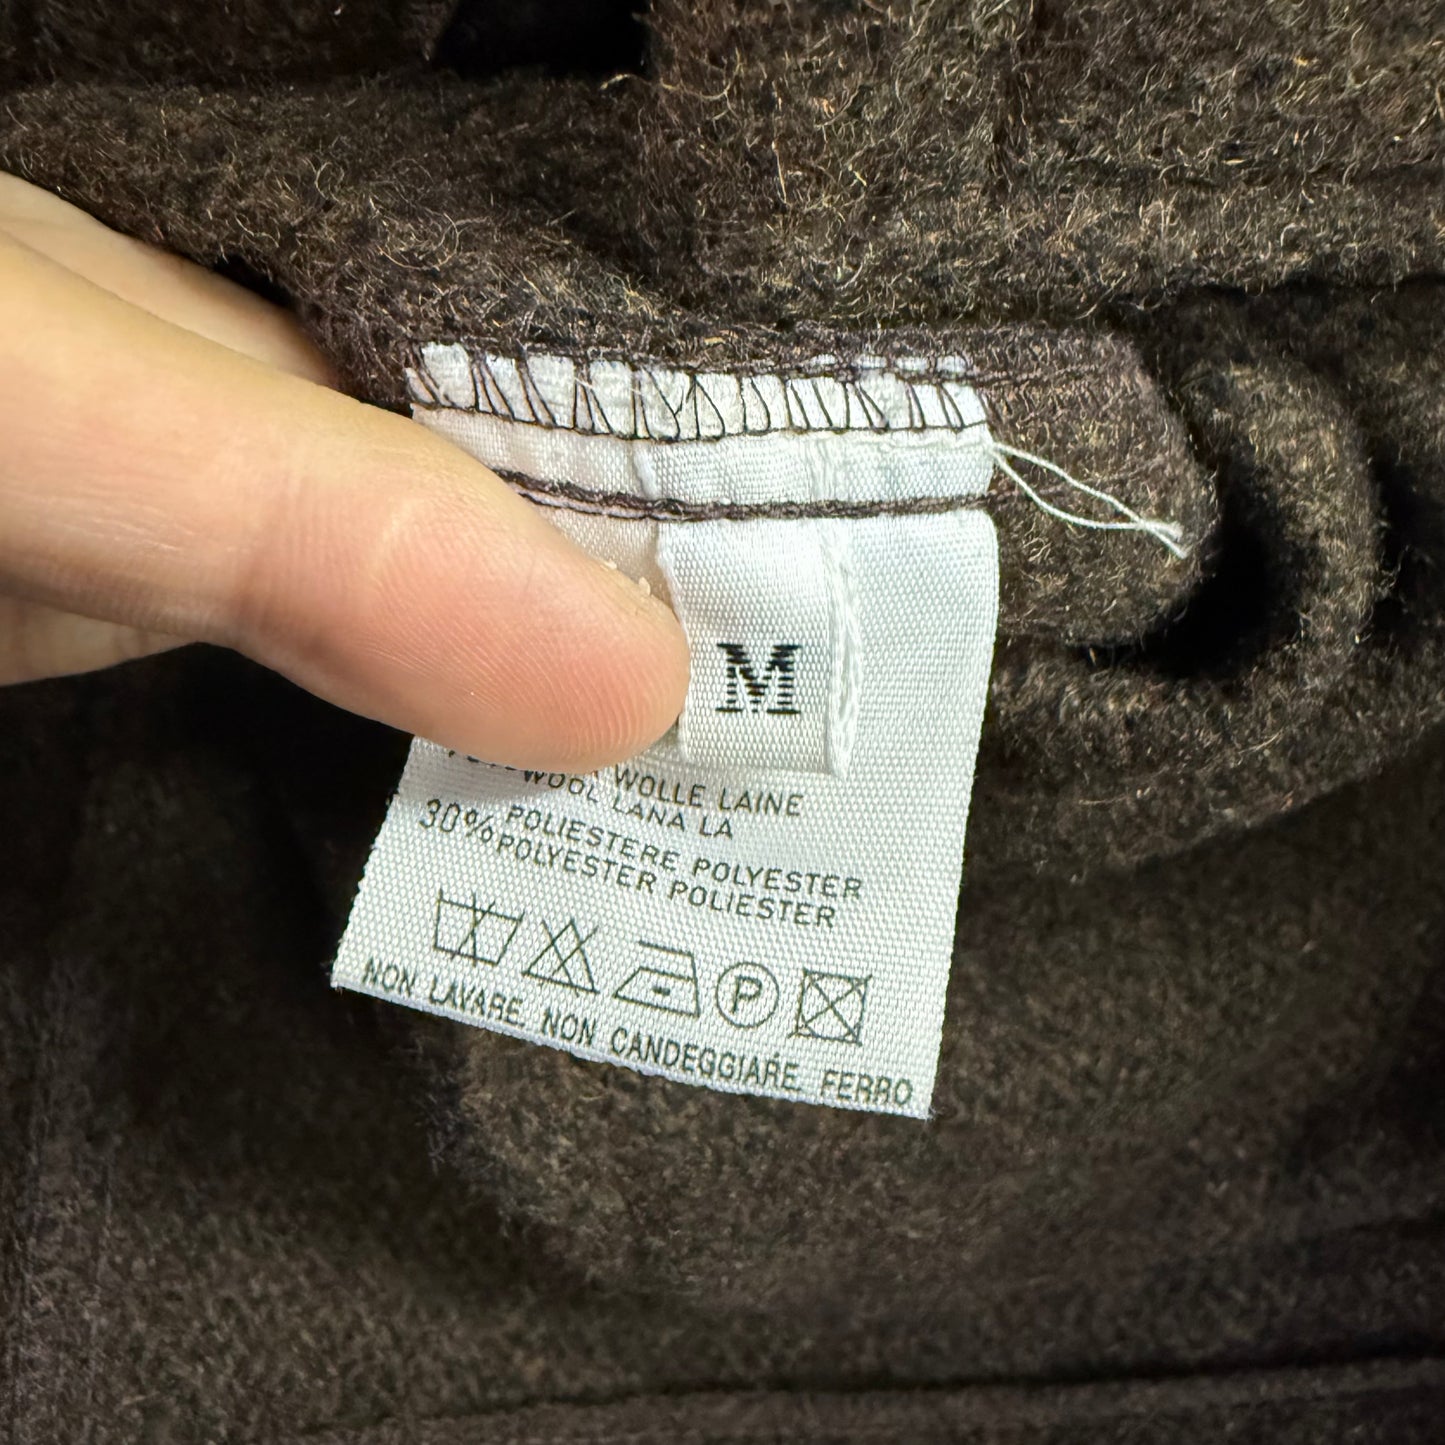 M
WOLLE LAINE
WOOL LANA LA
30% POLIESTERE POLYESTER
POLYESTER POLIESTER
P
NON LAVARE NON CANDEGGIARE FERRO